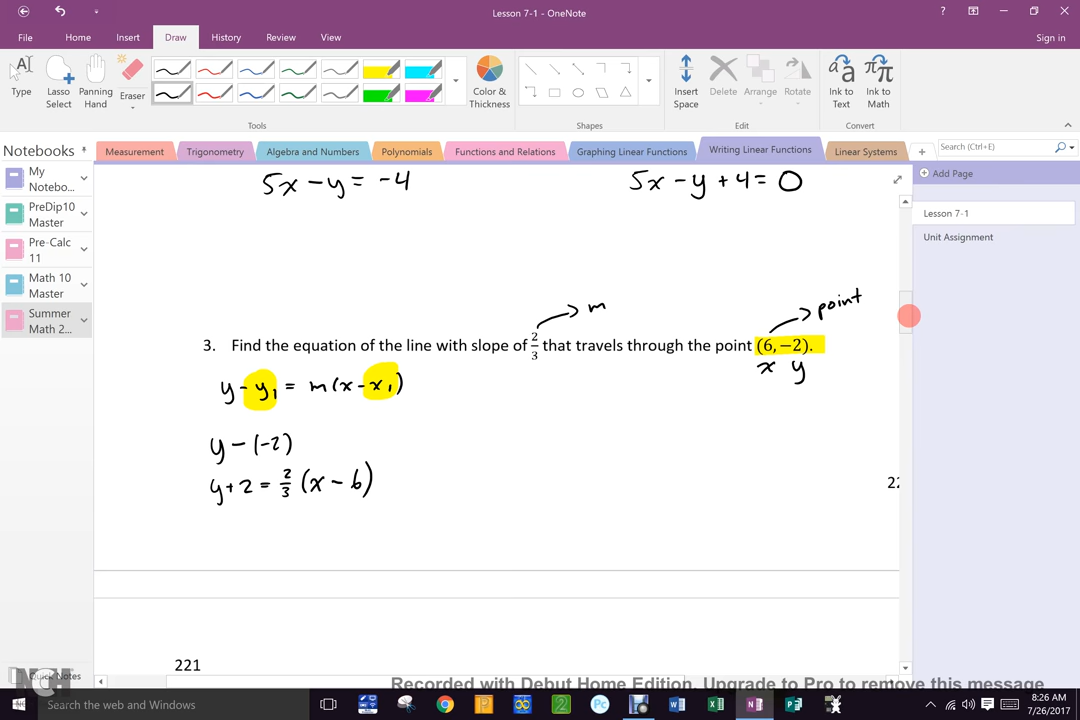 Lesson 7-1 - OneNote
?
File Home Insert Draw History Review View
Sign in
Type
Lasso Select
Panning Hand
Eraser
Color & Thickness
Insert Space
Delete
Arrange
Rotate
Ink to Text
Ink to Math
Tools
Shapes
Edit
Convert
Notebooks
Measurement
Trigonometry
Algebra and Numbers
Polynomials
Functions and Relations
Graphing Linear Functions
Writing Linear Functions
Linear Systems
Search (Ctrl+E)
My Notebo...
PreDip10 Master
Pre-Calc 11
Math 10 Master
Summer Math 2...
Add Page
Lesson 7-1
Unit Assignment
5x - y = -4
5x - y + 4 = 0
m
point
3. Find the equation of the line with slope of 2/3 that travels through the point (6, −2).
x y
y - y₁ = m(x - x₁)
y - (-2)
y + 2 = 2/3 (x - 6)
22
221
Quick Notes
NCH
Recorded with Debut Home Edition. Upgrade to Pro to remove this message
Search the web and Windows
8:26 AM
7/26/2017